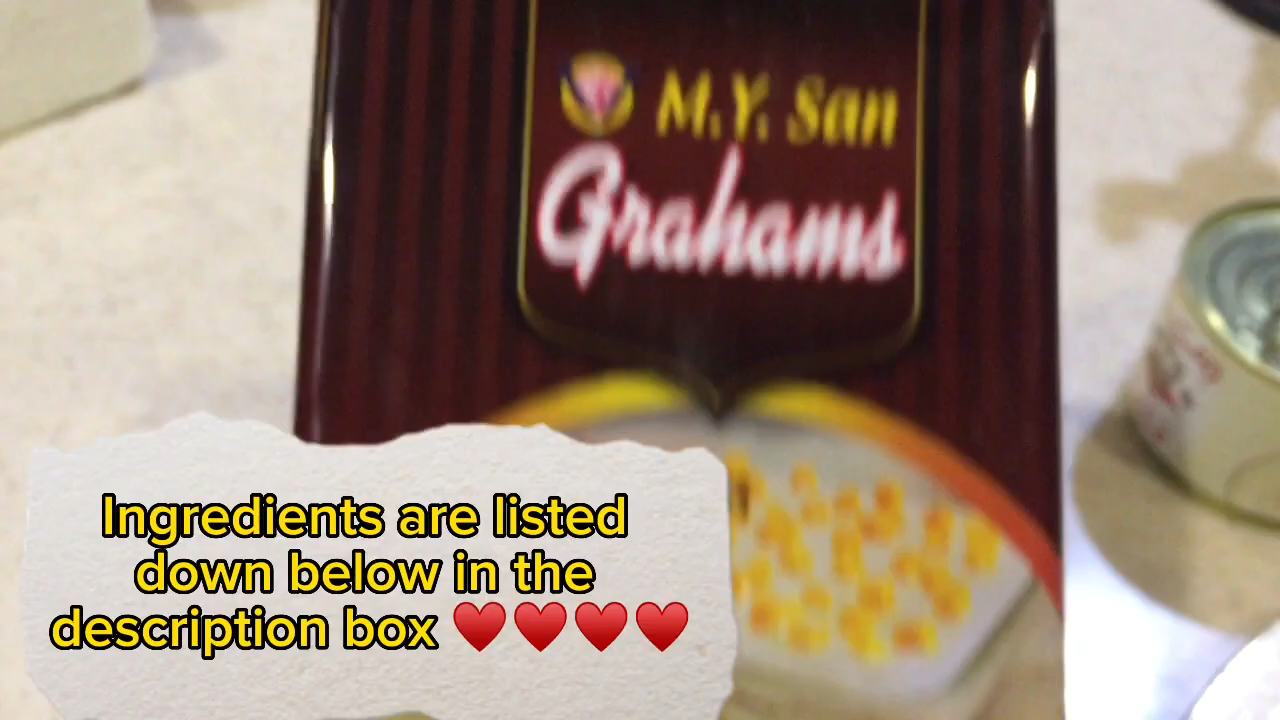 M.Y. San
Grahams
Ingredients are listed
down below in the
description box ♥️♥️♥️♥️